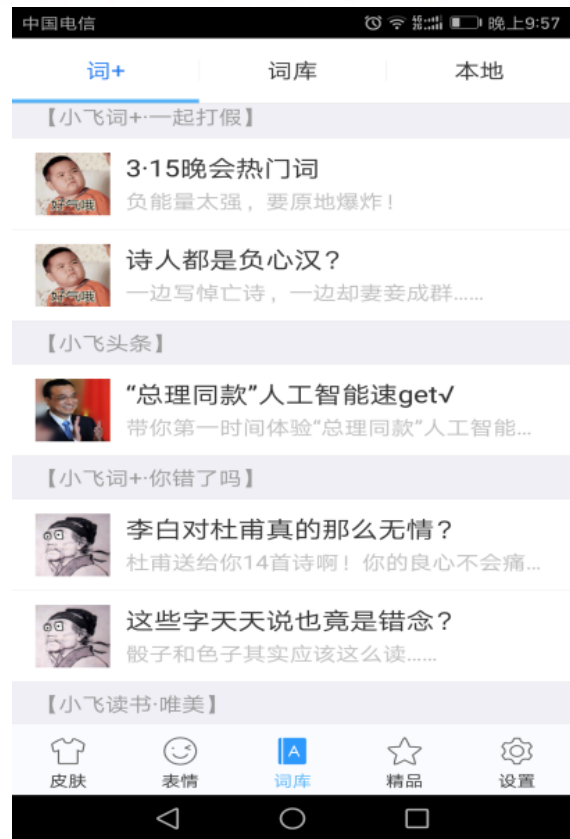 中国电信
晚上9:57
词+
词库
本地
【小飞词+·一起打假】
3·15晚会热门词
负能量太强，要原地爆炸！
好气哦
诗人都是负心汉？
一边写悼亡诗，一边却妻妾成群……
好气哦
【小飞头条】
“总理同款”人工智能速get√
带你第一时间体验“总理同款”人工智能...
【小飞词+·你错了吗】
李白对杜甫真的那么无情？
杜甫送给你14首诗啊！你的良心不会痛...
这些字天天说也竟是错念？
骰子和色子其实应该这么读……
【小飞读书·唯美】
A
皮肤
表情
词库
精品
设置